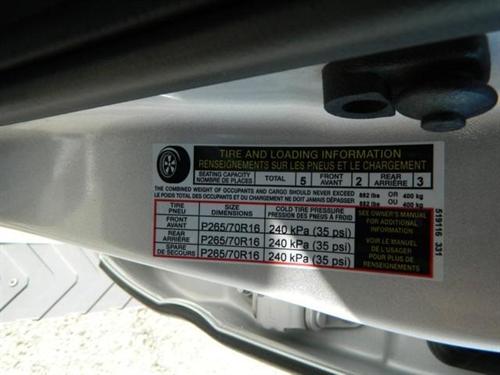 TIRE AND LOADING INFORMATION
RENSEIGNEMENTS SUR LES PNEUS ET LE CHARGEMENT
SEATING CAPACITY TOTAL 5 FRONT 2 REAR 3
NOMBRE DE PLACES AVANT ARRIÈRE
THE COMBINED WEIGHT OF OCCUPANTS AND CARGO SHOULD NEVER EXCEED 882 lbs OR 400 kg
LE POIDS TOTAL DES OCCUPANTS ET DU CHARGEMENT NE DOIT JAMAIS DÉPASSER 882 lbs OU 400 kg
TIRE SIZE COLD TIRE PRESSURE
PNEU DIMENSIONS PRESSION DES PNEUS À FROID
FRONT
AVANT P265/70R16 240 kPa (35 psi)
REAR
ARRIÈRE P265/70R16 240 kPa (35 psi)
SPARE
DE SECOURS P265/70R16 240 kPa (35 psi)
SEE OWNER'S MANUAL
FOR ADDITIONAL
INFORMATION
VOIR LE MANUEL
DE L'USAGER
POUR PLUS DE
RENSEIGNEMENTS
519116 331